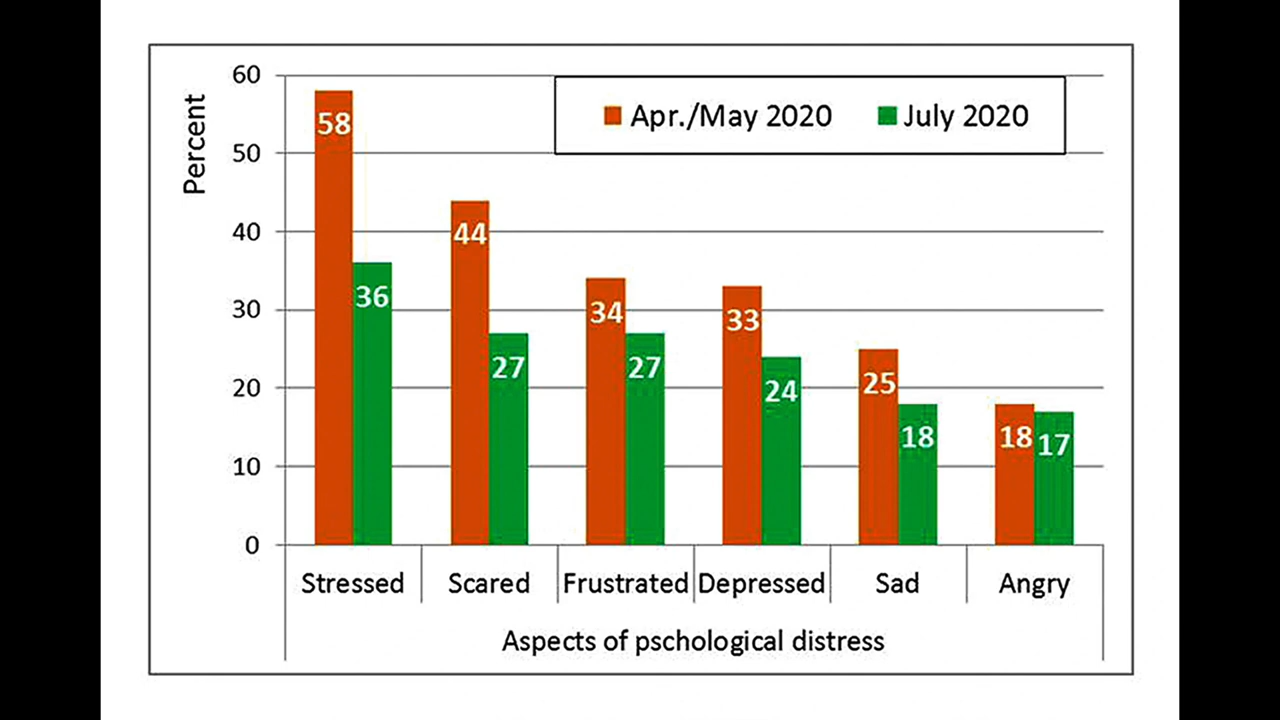 Percent
60
50
40
30
20
10
0
Apr./May 2020 July 2020
58 36 44 27 34 27 33 24 25 18 18 17
Stressed Scared Frustrated Depressed Sad Angry
Aspects of pschological distress